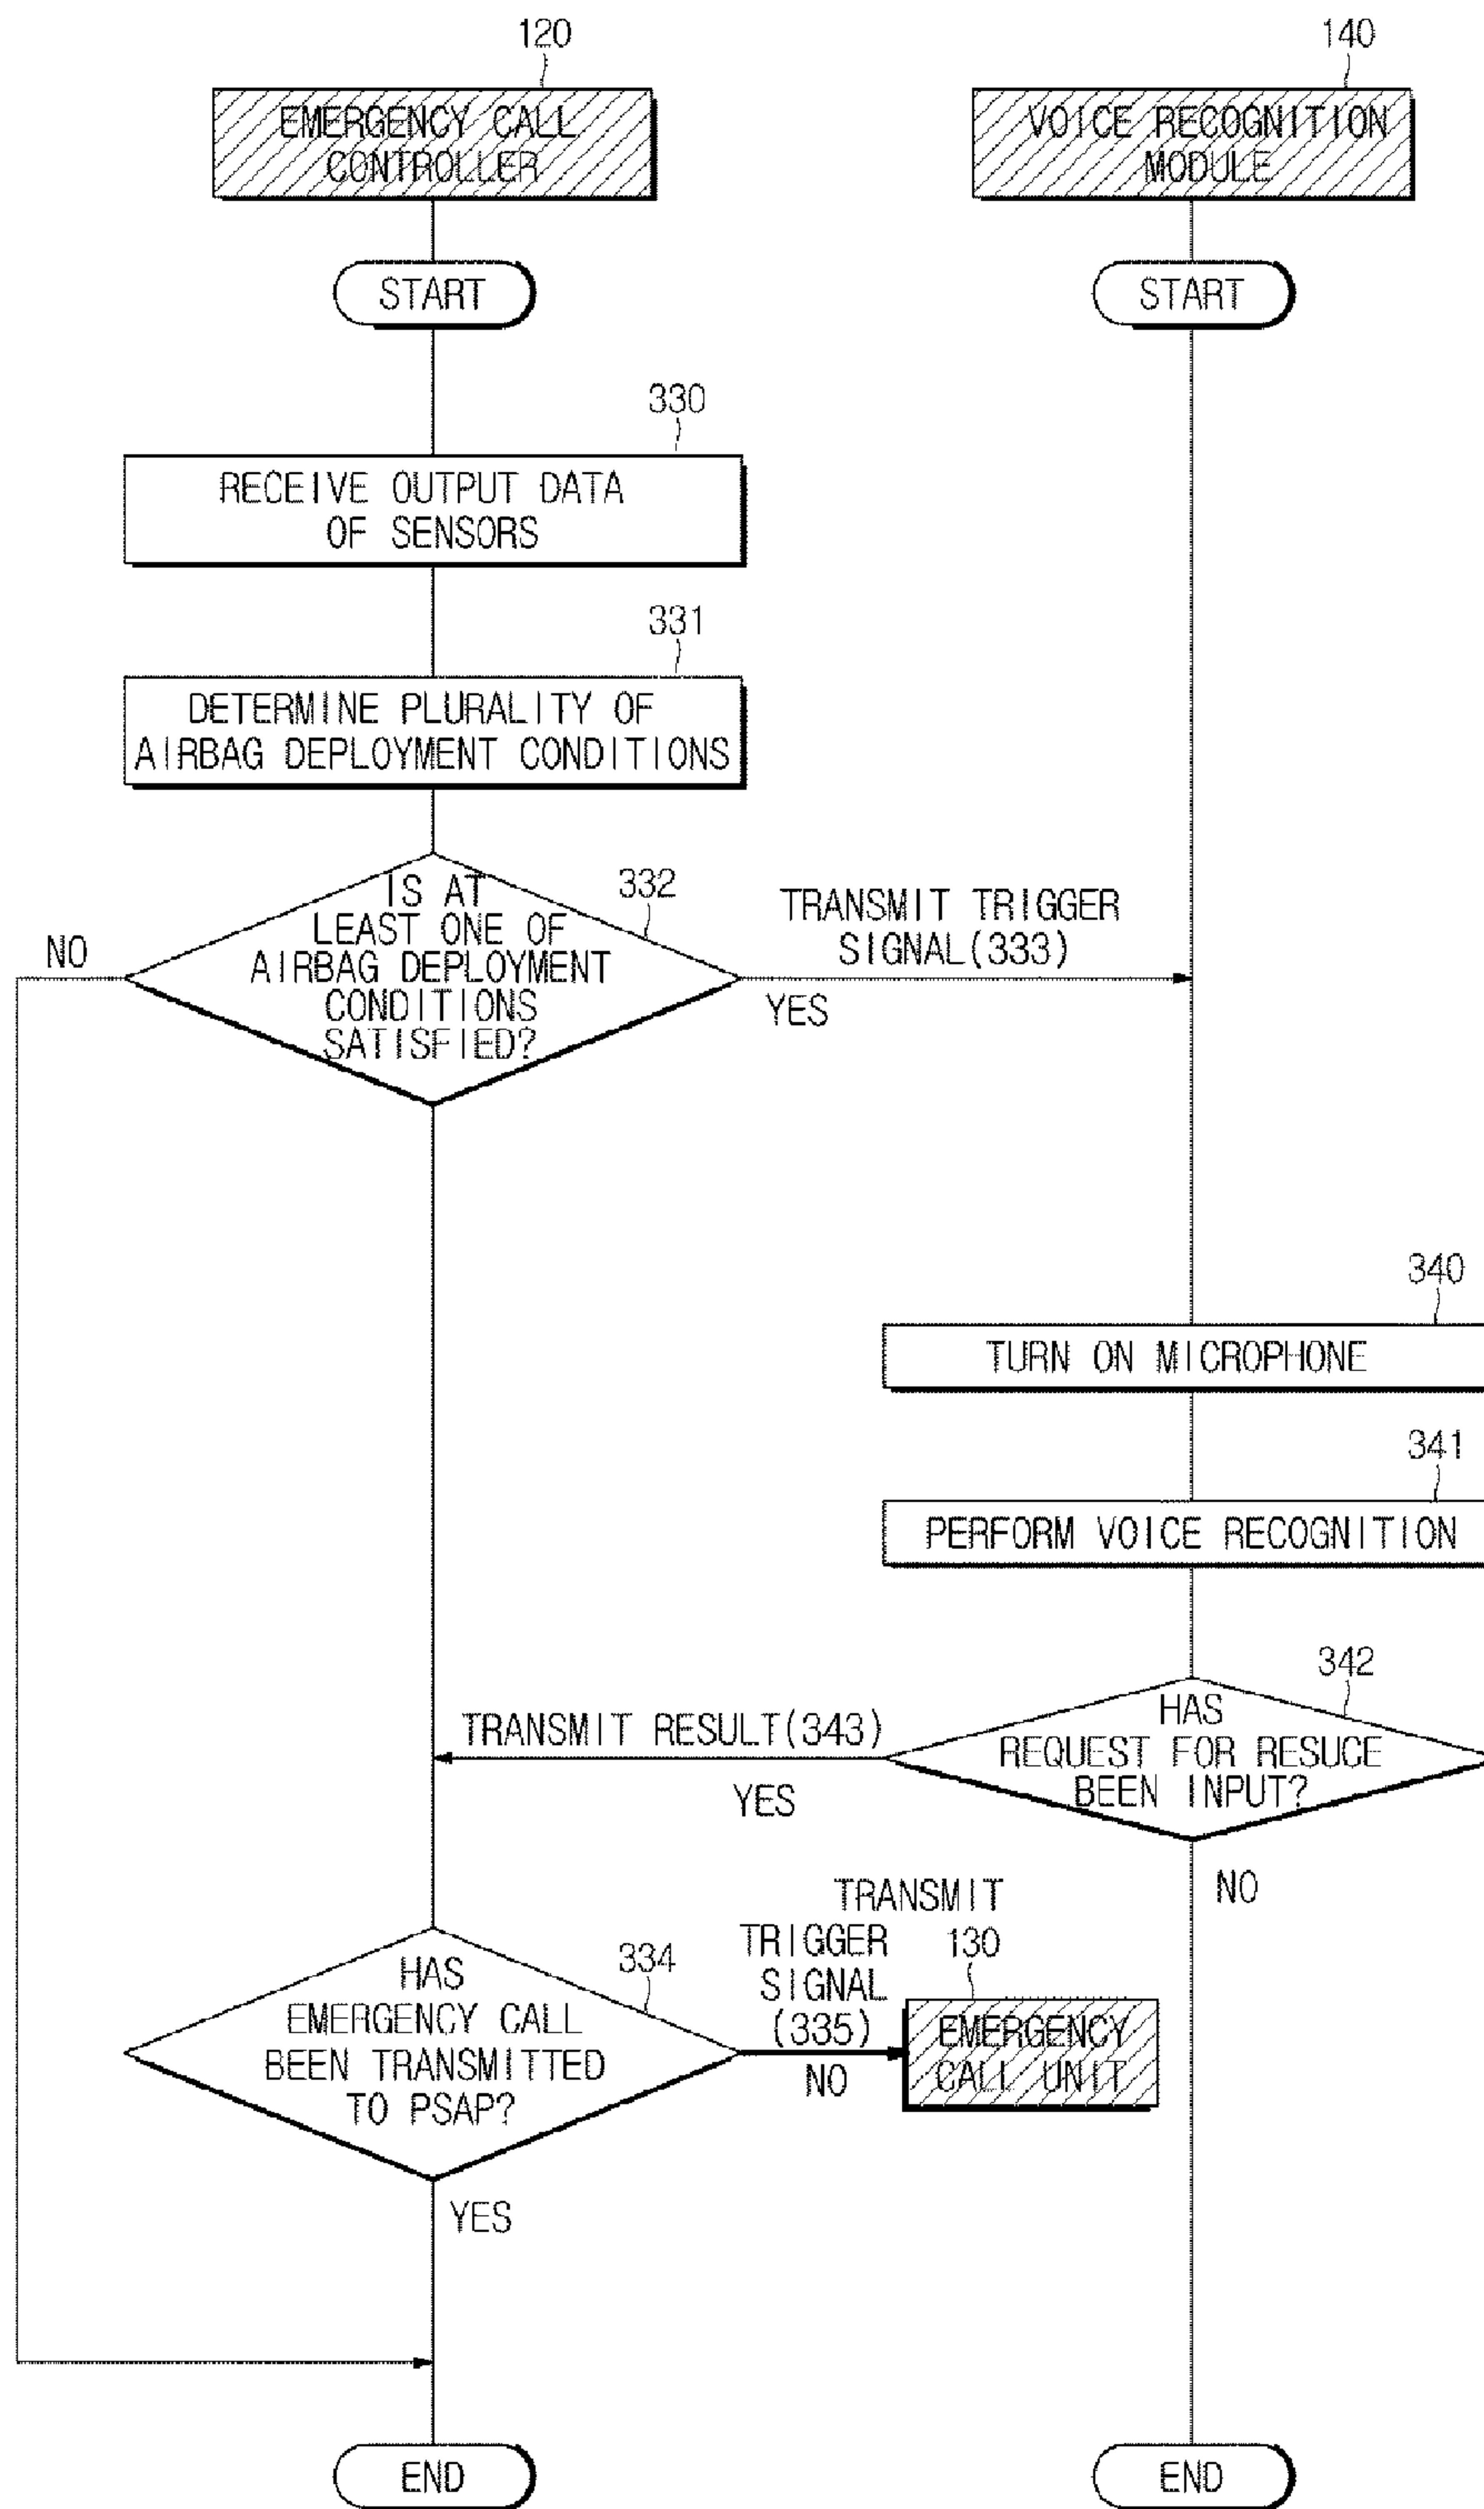 120
EMERGENCY CALL
CONTROLLER
140
VOICE RECOGNITION
MODULE
START
START
330
RECEIVE OUTPUT DATA
OF SENSORS
331
DETERMINE PLURALITY OF
AIRBAG DEPLOYMENT CONDITIONS
332
IS AT
LEAST ONE OF
AIRBAG DEPLOYMENT
CONDITIONS
SATISFIED?
NO
TRANSMIT TRIGGER
SIGNAL(333)
YES
340
TURN ON MICROPHONE
341
PERFORM VOICE RECOGNITION
342
HAS
REQUEST FOR RESUCE
BEEN INPUT?
TRANSMIT RESULT(343)
YES
NO
334
HAS
EMERGENCY CALL
BEEN TRANSMITTED
TO PSAP?
TRANSMIT
TRIGGER
SIGNAL
(335)
NO
130
EMERGENCY
CALL UNIT
YES
END
END